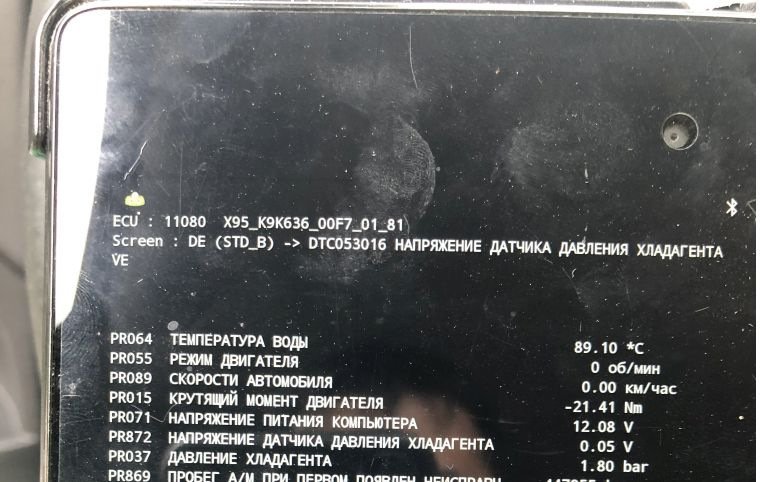 ECU : 11080 X95_K9K636_00F7_01_81
Screen : DE (STD_B) -> DTC053016 НАПРЯЖЕНИЕ ДАТЧИКА ДАВЛЕНИЯ ХЛАДАГЕНТА
VE
PR064 ТЕМПЕРАТУРА ВОДЫ 89.10 *C
PR055 РЕЖИМ ДВИГАТЕЛЯ 0 об/мин
PR089 СКОРОСТИ АВТОМОБИЛЯ 0.00 км/час
PR015 КРУТЯЩИЙ МОМЕНТ ДВИГАТЕЛЯ -21.41 Nm
PR071 НАПРЯЖЕНИЕ ПИТАНИЯ КОМПЬЮТЕРА 12.08 V
PR872 НАПРЯЖЕНИЕ ДАТЧИКА ДАВЛЕНИЯ ХЛАДАГЕНТА 0.05 V
PR037 ДАВЛЕНИЕ ХЛАДАГЕНТА 1.80 bar
PR869 ПРОБЕГ А/М ПРИ ПЕРВОМ ПОЯВЛЕН НЕИСПРАВН